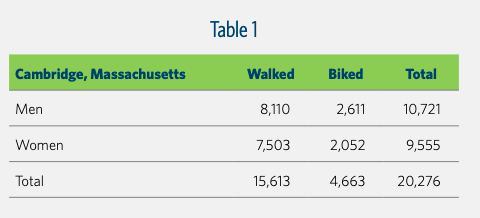 Table 1
Cambridge, Massachusetts Walked Biked Total
Men 8,110 2,611 10,721
Women 7,503 2,052 9,555
Total 15,613 4,663 20,276